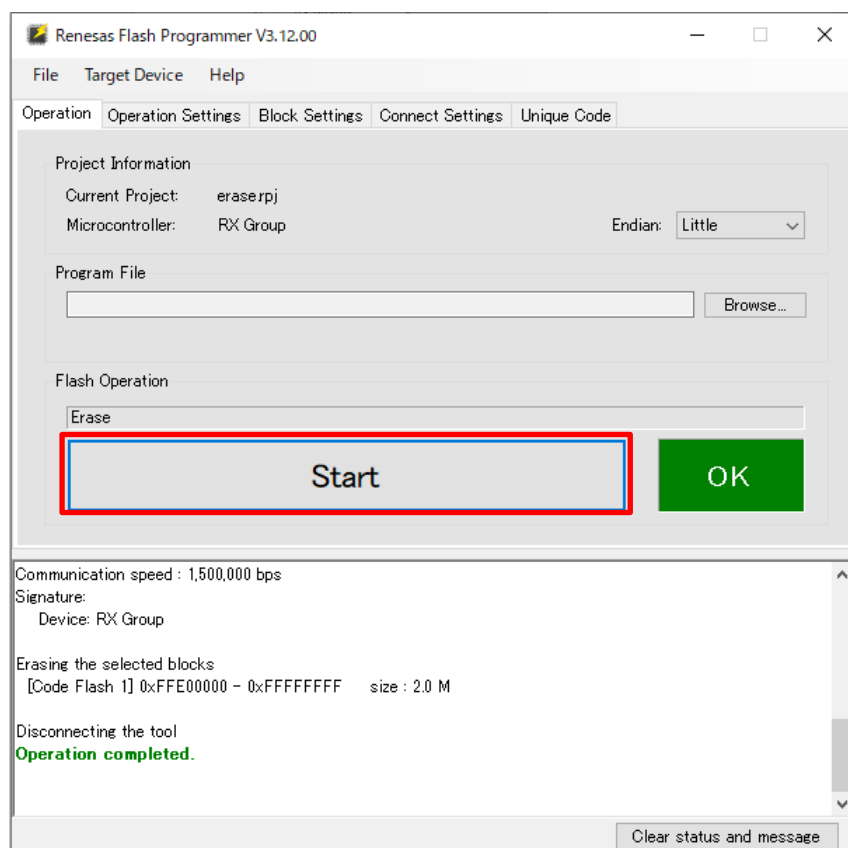 Renesas Flash Programmer V3.12.00
File Target Device Help
Operation Operation Settings Block Settings Connect Settings Unique Code
Project Information
Current Project: erase.rpj
Microcontroller: RX Group Endian: Little
Program File
Browse...
Flash Operation
Erase
Start OK
Communication speed : 1,500,000 bps
Signature:
Device: RX Group
Erasing the selected blocks
[Code Flash 1] 0xFFE00000 - 0xFFFFFFFF size : 2.0 M
Disconnecting the tool
Operation completed.
Clear status and message